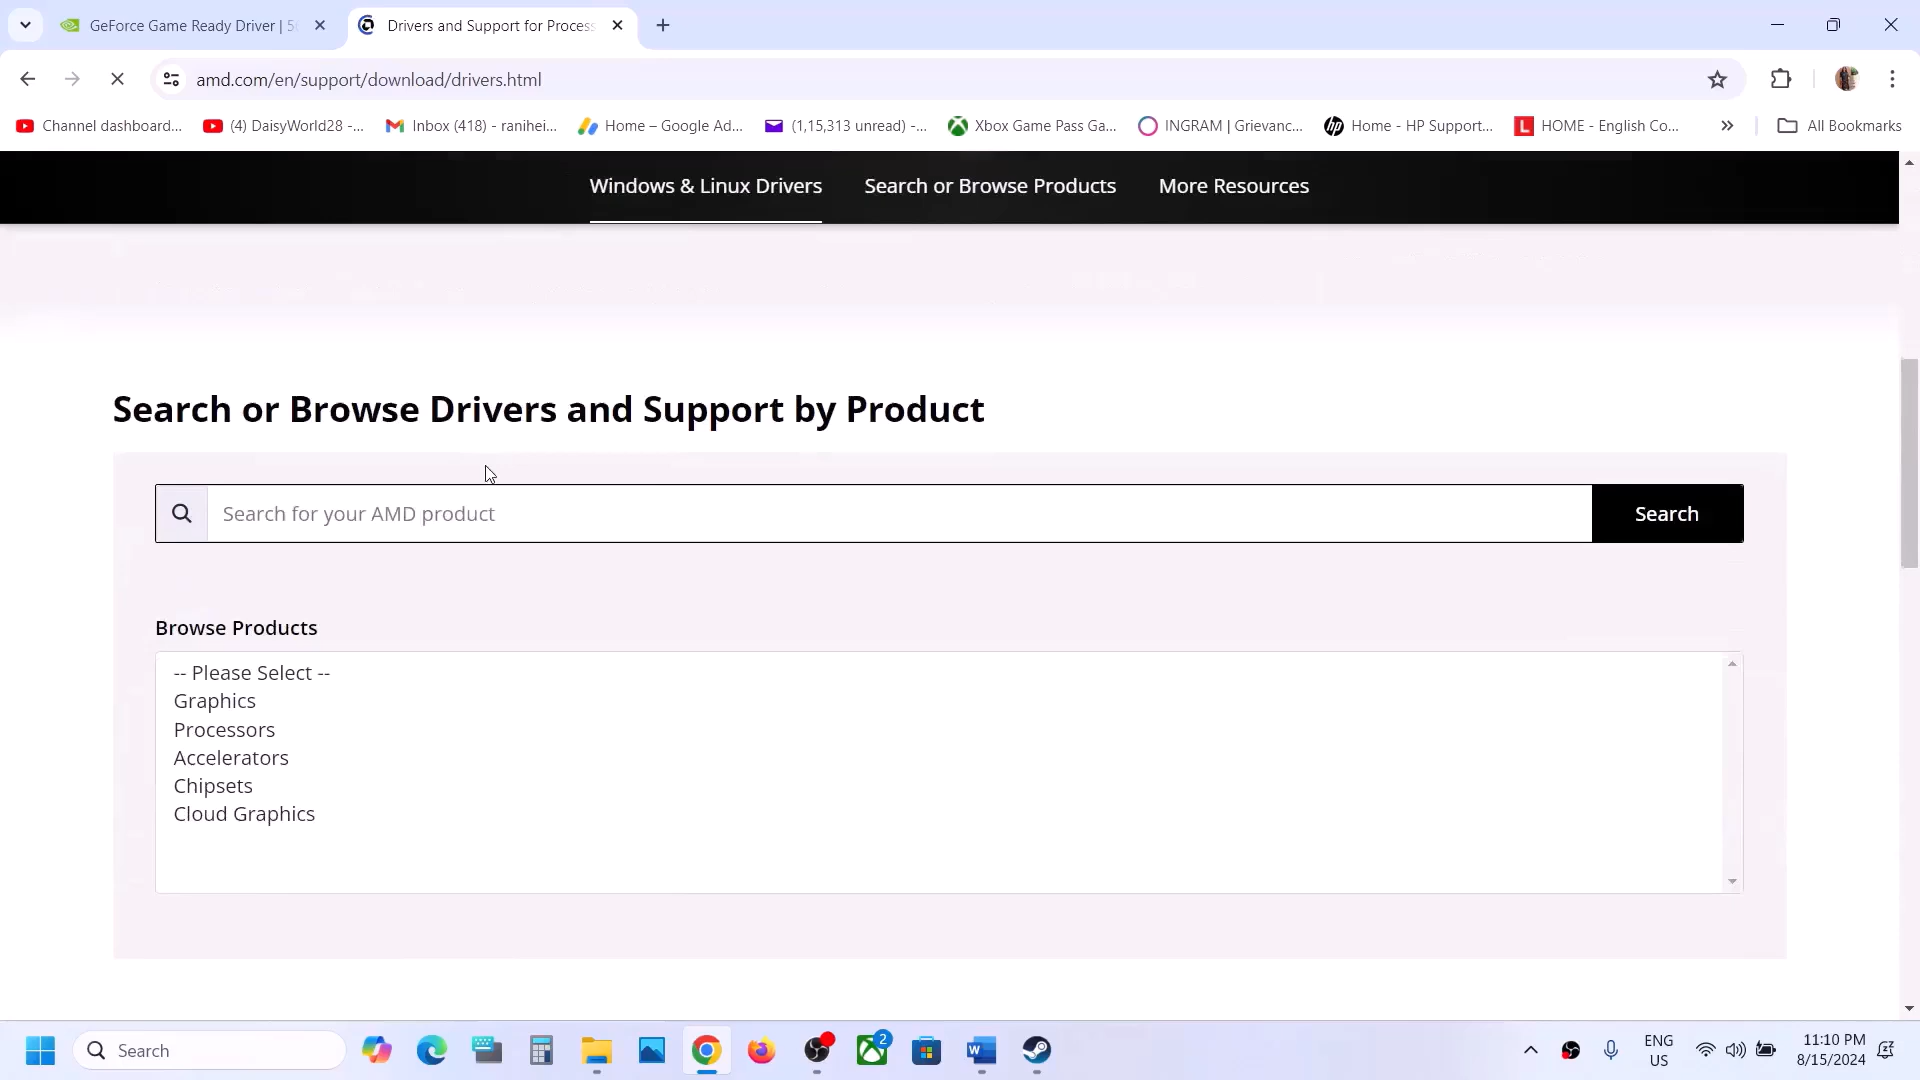 GeForce Game Ready Driver | 5
Drivers and Support for Process
amd.com/en/support/download/drivers.html
Channel dashboard...
(4) DaisyWorld28 -...
Inbox (418) - ranihei...
Home – Google Ad...
(1,15,313 unread) -...
Xbox Game Pass Ga...
INGRAM | Grievanc...
Home - HP Support...
HOME - English Co...
All Bookmarks
Windows & Linux Drivers
Search or Browse Products
More Resources
Search or Browse Drivers and Support by Product
Search for your AMD product
Search
Browse Products
-- Please Select --
Graphics
Processors
Accelerators
Chipsets
Cloud Graphics
Search
2
ENG
US
11:10 PM
8/15/2024